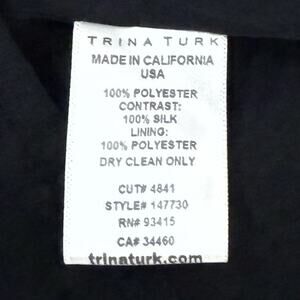 TRINA TURK
MADE IN CALIFORNIA
USA
100% POLYESTER
CONTRAST:
100% SILK
LINING:
100% POLYESTER
DRY CLEAN ONLY
CUT# 4841
STYLE# 147730
RN# 93415
CA# 34460
trinaturk.com